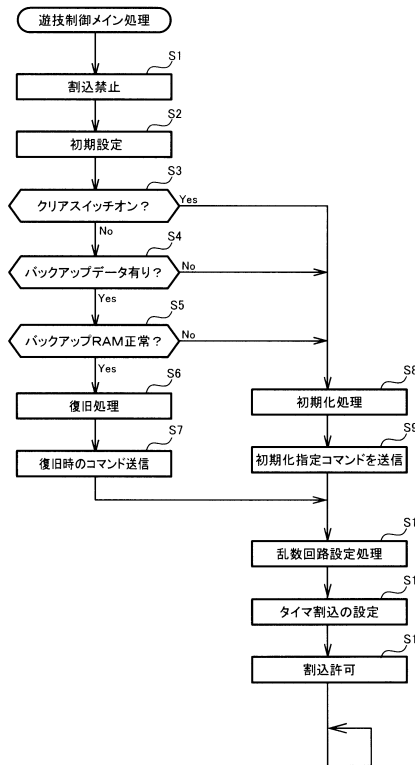 遊技制御メイン処理
S1
割込禁止
S2
初期設定
S3
クリアスイッチオン?
Yes
No
S4
バックアップデータ有り?
No
Yes
S5
バックアップRAM正常?
No
Yes
S6
復旧処理
S7
復旧時のコマンド送信
S8
初期化処理
S9
初期化指定コマンドを送信
S1
乱数回路設定処理
S1
タイマ割込の設定
S1
割込許可